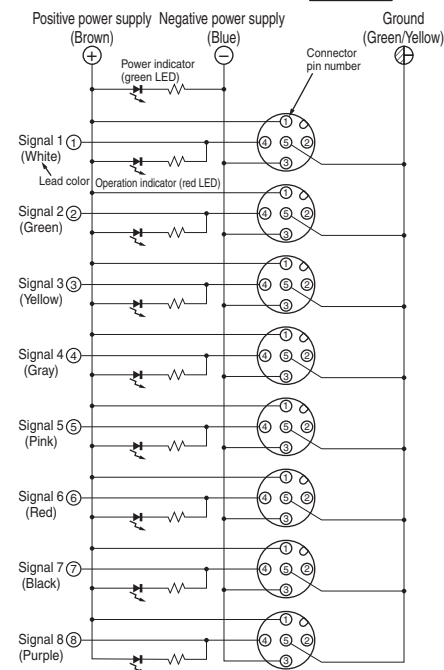 Positive power supply Negative power supply Ground
(Brown) (Blue) (Green/Yellow)
+ −
Power indicator
(green LED)
Connector
pin number
1
Signal 1 1 4 5 2
(White) 3
Lead color Operation indicator (red LED)
1
Signal 2 2 4 5 2
(Green) 3
1
Signal 3 3 4 5 2
(Yellow) 3
1
Signal 4 4 4 5 2
(Gray) 3
1
Signal 5 5 4 5 2
(Pink) 3
1
Signal 6 6 4 5 2
(Red) 3
1
Signal 7 7 4 5 2
(Black) 3
1
Signal 8 8 4 5 2
(Purple) 3